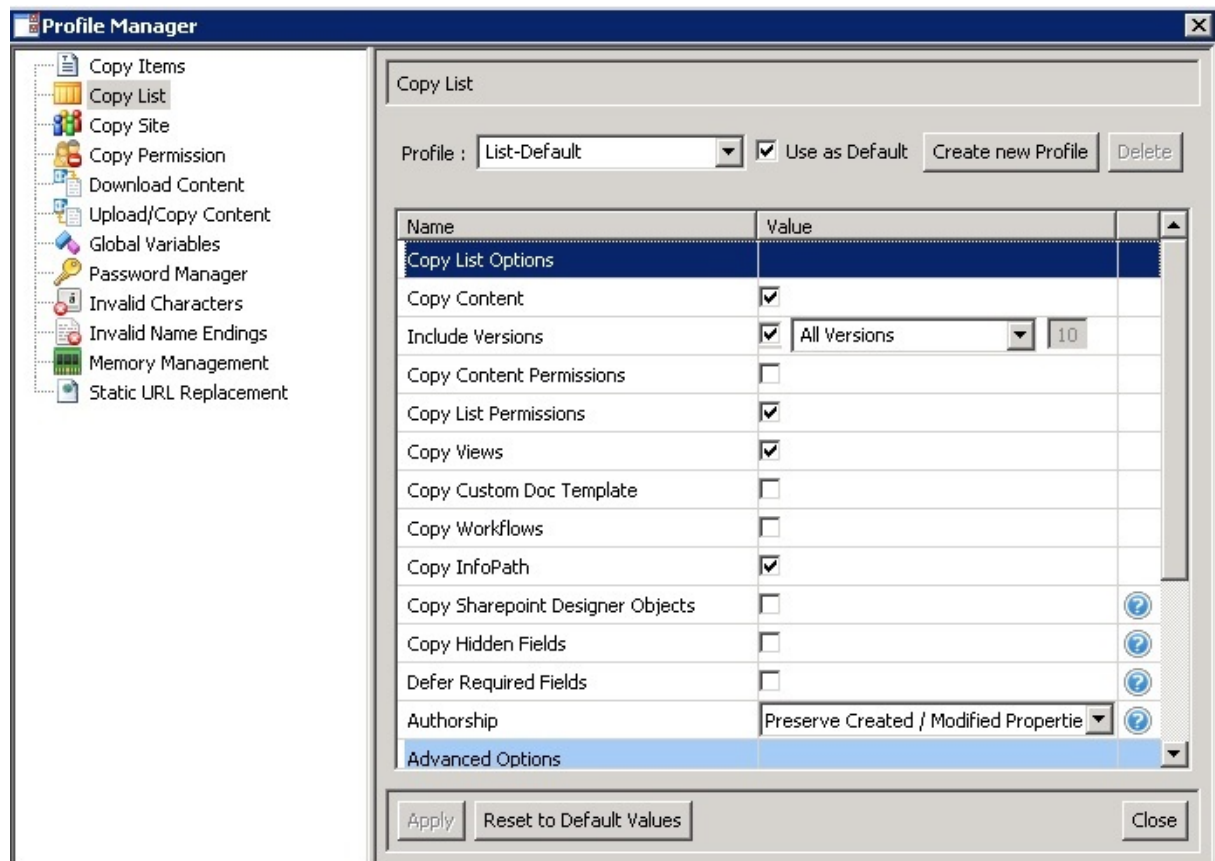 Profile Manager
Copy Items
Copy List
Copy Site
Copy Permission
Download Content
Upload/Copy Content
Global Variables
Password Manager
Invalid Characters
Invalid Name Endings
Memory Management
Static URL Replacement
Copy List
Profile : List-Default Use as Default Create new Profile Delete
Name Value
Copy List Options
Copy Content
Include Versions All Versions 10
Copy Content Permissions
Copy List Permissions
Copy Views
Copy Custom Doc Template
Copy Workflows
Copy InfoPath
Copy Sharepoint Designer Objects ?
Copy Hidden Fields ?
Defer Required Fields ?
Authorship Preserve Created / Modified Propertie ?
Advanced Options
Apply Reset to Default Values Close